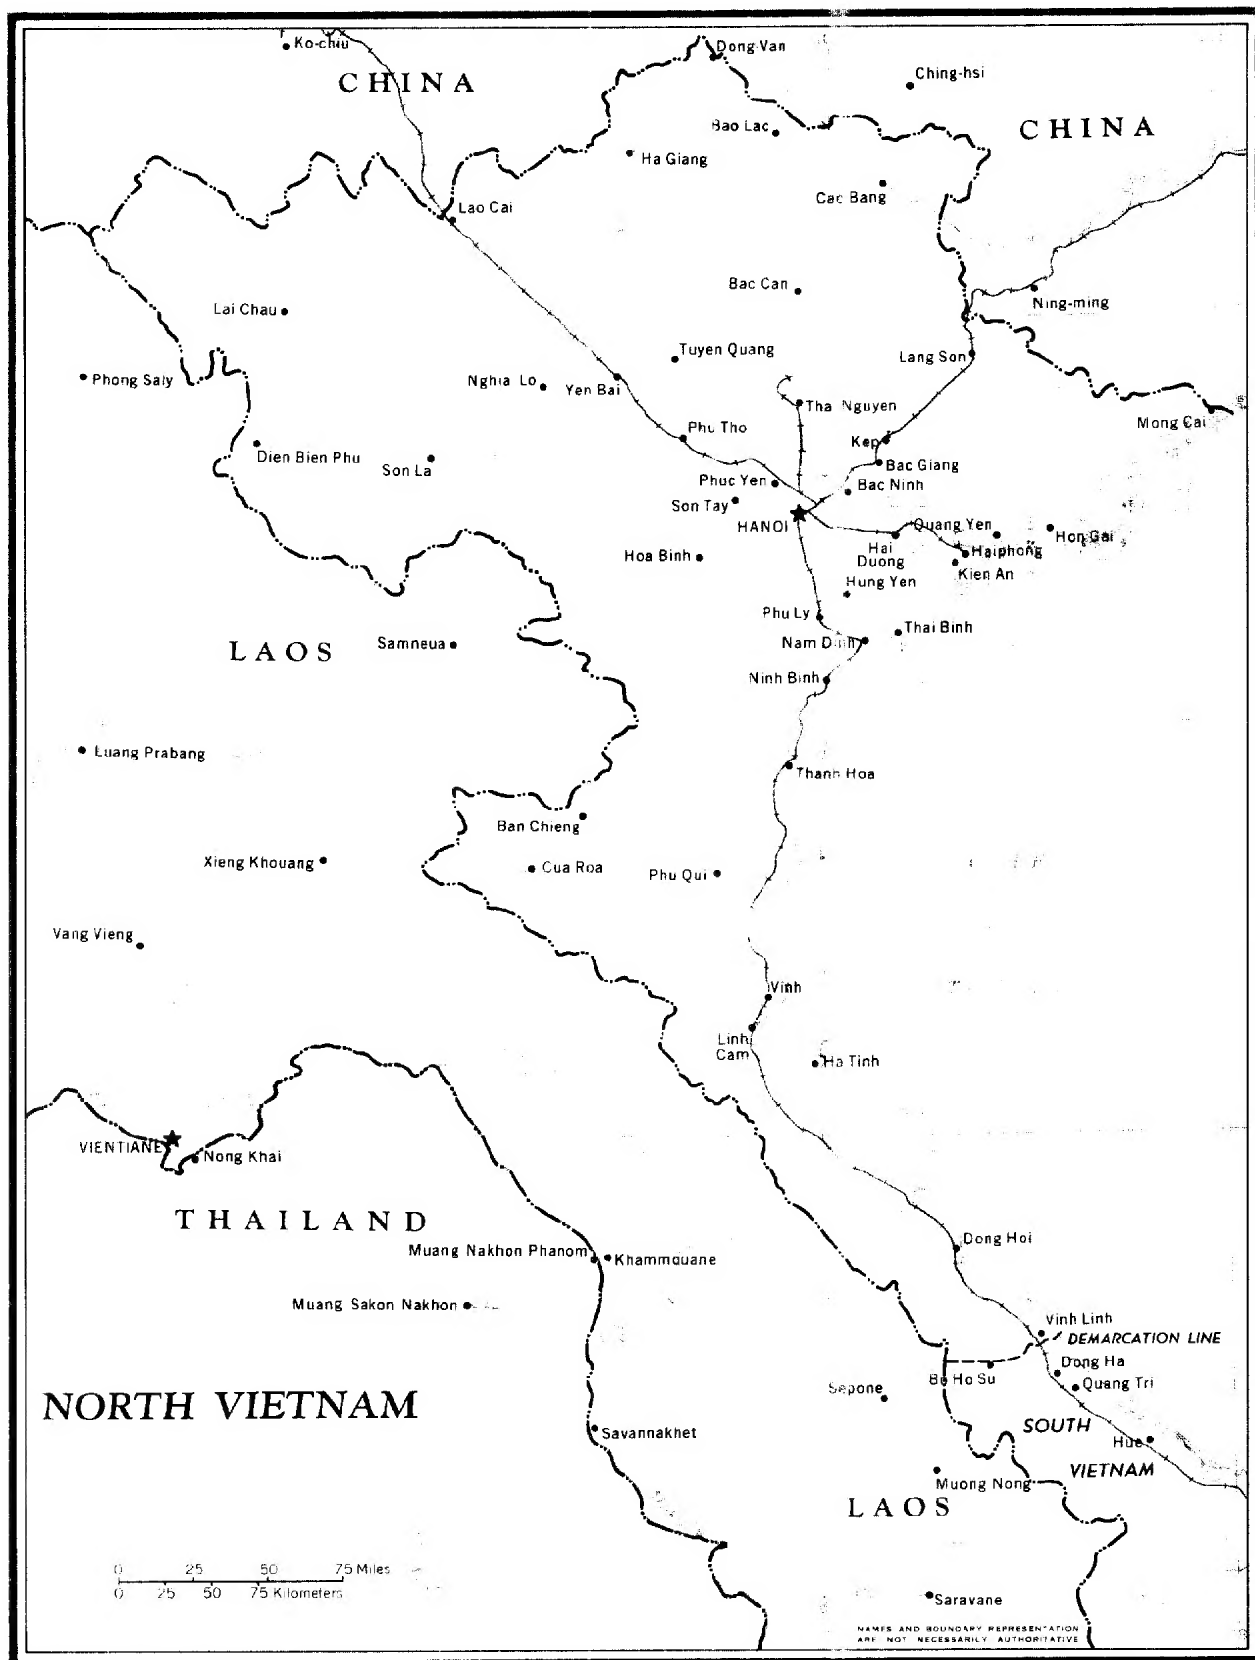 Ko-chiu
CHINA
Dong Van
Ching-hsi
Bao Lac
CHINA
Ha Giang
Cao Bang
Lao Cai
Bac Can
Ning-ming
Lai Chau
Tuyen Quang
Lang Son
Phong Saly
Nghia Lo
Yen Bai
Tha Nguyen
Mong Cai
Phu Tho
Kep
Dien Bien Phu
Son La
Bac Giang
Phuc Yen
Bac Ninh
Son Tay
HANOI
Quang Yen
Hon Gai
Hai
Duong
Haiphong
Hoa Binh
Kien An
Hung Yen
Phu Ly
Thai Binh
LAOS
Samneua
Nam Dinh
Ninh Binh
Luang Prabang
Thanh Hoa
Ban Chieng
Xieng Khouang
Cua Roa
Phu Qui
Vang Vieng
Vinh
Linh
Cam
Ha Tinh
VIENTIANE
Nong Khai
THAILAND
Dong Hoi
Muang Nakhon Phanom
Khammouane
Muang Sakon Nakhon
Vinh Linh
DEMARCATION LINE
Dong Ha
Bo Ho Su
Quang Tri
Sepone
NORTH VIETNAM
SOUTH
VIETNAM
Savannakhet
Hue
Muong Nong
LAOS
0 25 50 75 Miles
0 25 50 75 Kilometers
Saravane
NAMES AND BOUNDARY REPRESENTATION
ARE NOT NECESSARILY AUTHORITATIVE